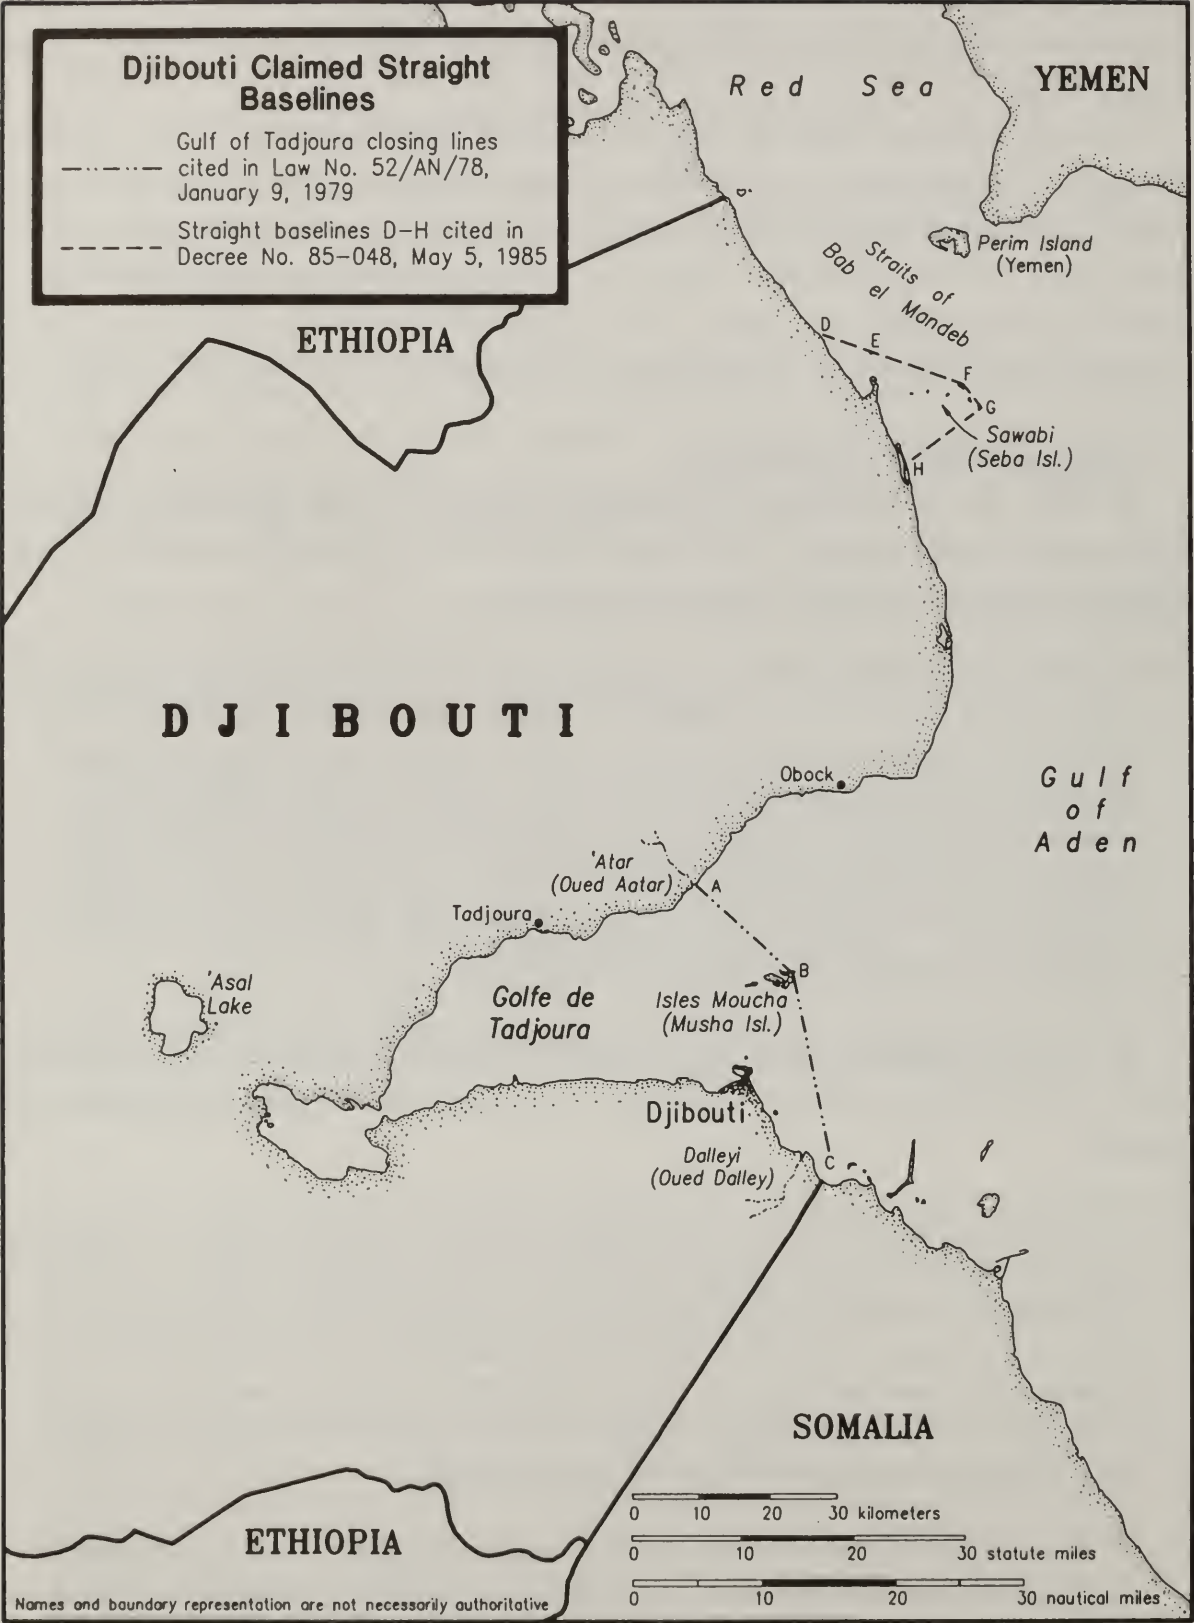 Djibouti Claimed Straight
Baselines
Gulf of Tadjoura closing lines
cited in Law No. 52/AN/78,
January 9, 1979
Straight baselines D-H cited in
Decree No. 85-048, May 5, 1985
Red Sea
YEMEN
Perim Island
(Yemen)
Straits of
Bab el Mandeb
ETHIOPIA
D
E
F
G
Sawabi
(Seba Isl.)
H
DJIBOUTI
Obock
Gulf
of
Aden
'Atar
(Oued Aatar)
A
Tadjoura
B
'Asal
Lake
Golfe de
Tadjoura
Isles Moucha
(Musha Isl.)
Djibouti
Dalleyi
(Oued Dalley)
C
SOMALIA
0 10 20 30 kilometers
0 10 20 30 statute miles
0 10 20 30 nautical miles
ETHIOPIA
Names and boundary representation are not necessarily authoritative